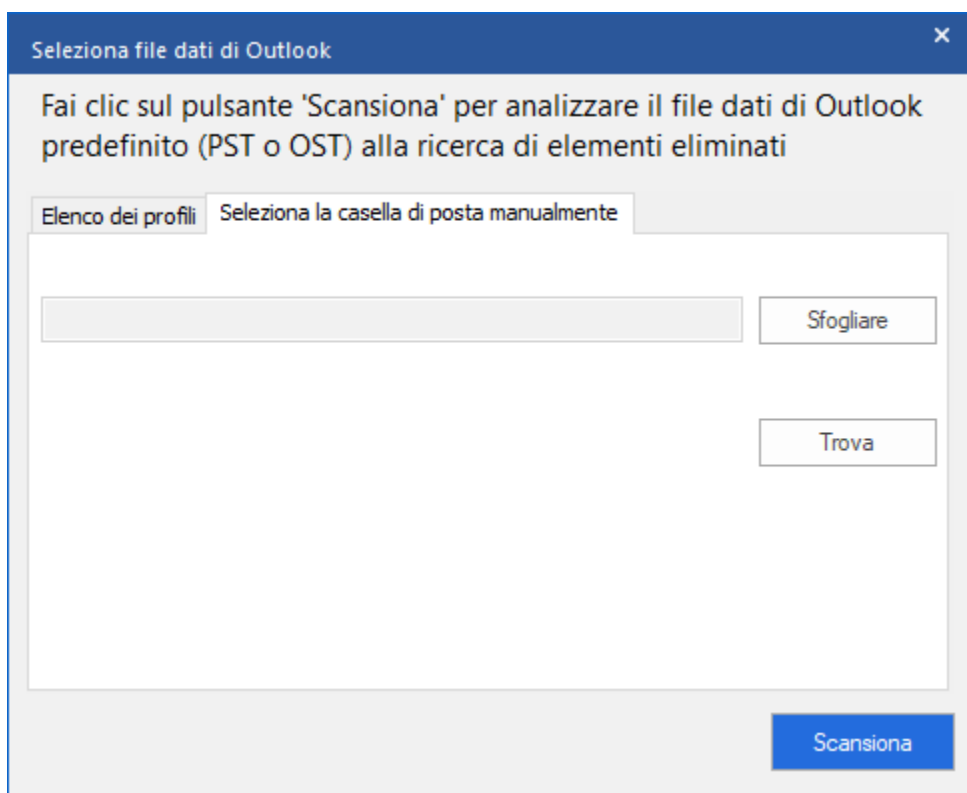 Seleziona file dati di Outlook
Fai clic sul pulsante 'Scansiona' per analizzare il file dati di Outlook
predefinito (PST o OST) alla ricerca di elementi eliminati
Elenco dei profili
Seleziona la casella di posta manualmente
Sfogliare
Trova
Scansiona